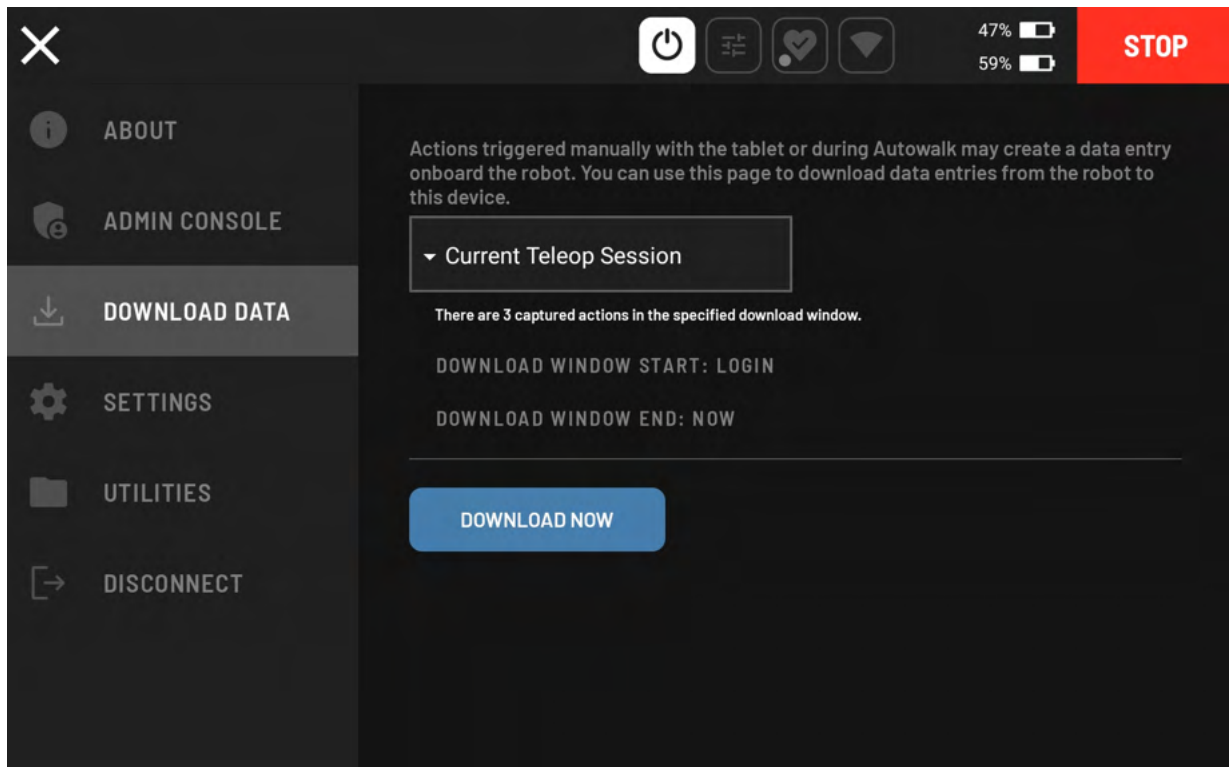 47%
59%
STOP
ABOUT
ADMIN CONSOLE
DOWNLOAD DATA
SETTINGS
UTILITIES
DISCONNECT
Actions triggered manually with the tablet or during Autowalk may create a data entry
onboard the robot. You can use this page to download data entries from the robot to
this device.
Current Teleop Session
There are 3 captured actions in the specified download window.
DOWNLOAD WINDOW START: LOGIN
DOWNLOAD WINDOW END: NOW
DOWNLOAD NOW